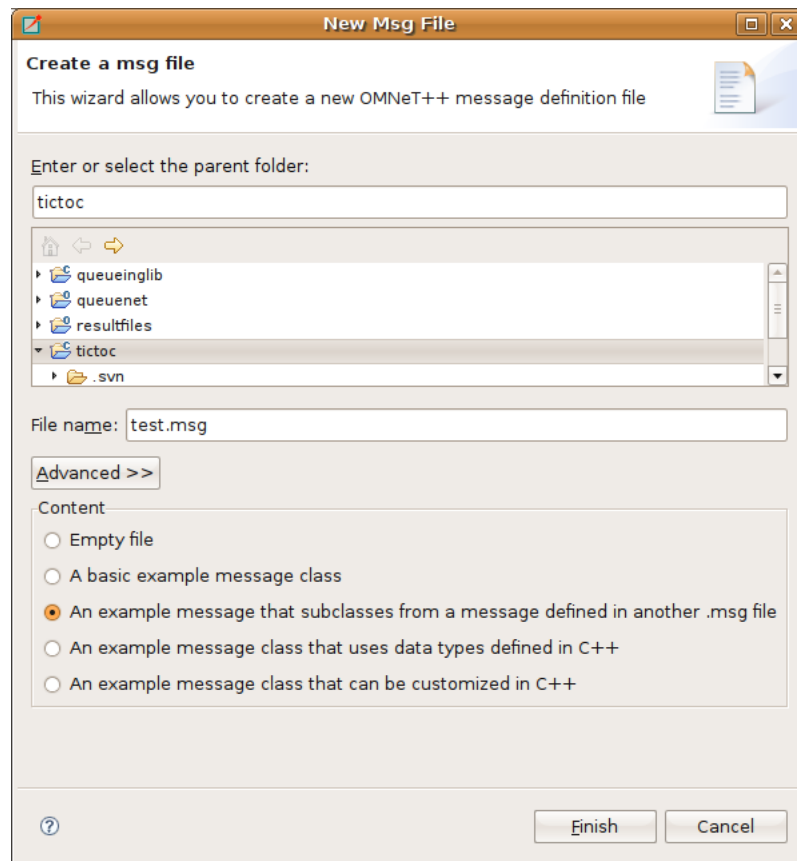 New Msg File
Create a msg file
This wizard allows you to create a new OMNeT++ message definition file
Enter or select the parent folder:
tictoc
queueinglib
queuenet
resultfiles
tictoc
.svn
File name: test.msg
Advanced >>
Content
Empty file
A basic example message class
An example message that subclasses from a message defined in another .msg file
An example message class that uses data types defined in C++
An example message class that can be customized in C++
Finish Cancel